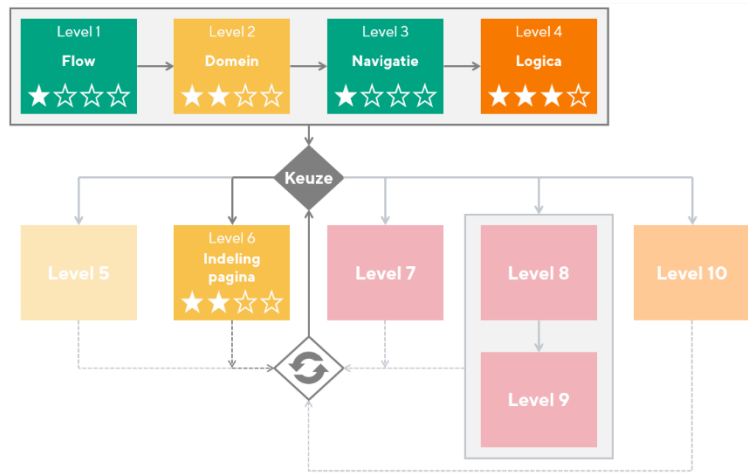 Level 1
Flow
Level 2
Domein
Level 3
Navigatie
Level 4
Logica
Keuze
Level 5
Level 6
Indeling
pagina
Level 7
Level 8
Level 10
Level 9